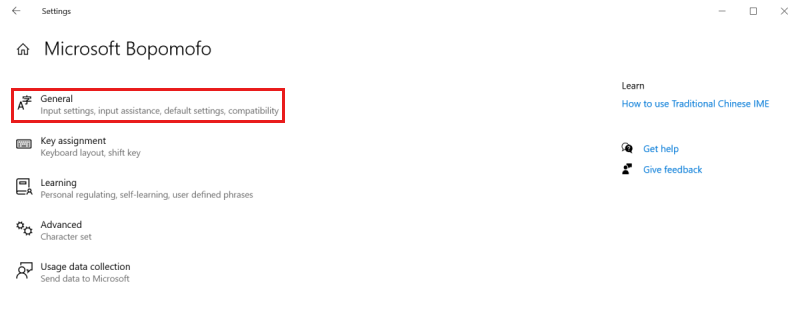 Settings
Microsoft Bopomofo
General
Input settings, input assistance, default settings, compatibility
Key assignment
Keyboard layout, shift key
Learning
Personal regulating, self-learning, user defined phrases
Advanced
Character set
Usage data collection
Send data to Microsoft
Learn
How to use Traditional Chinese IME
Get help
Give feedback